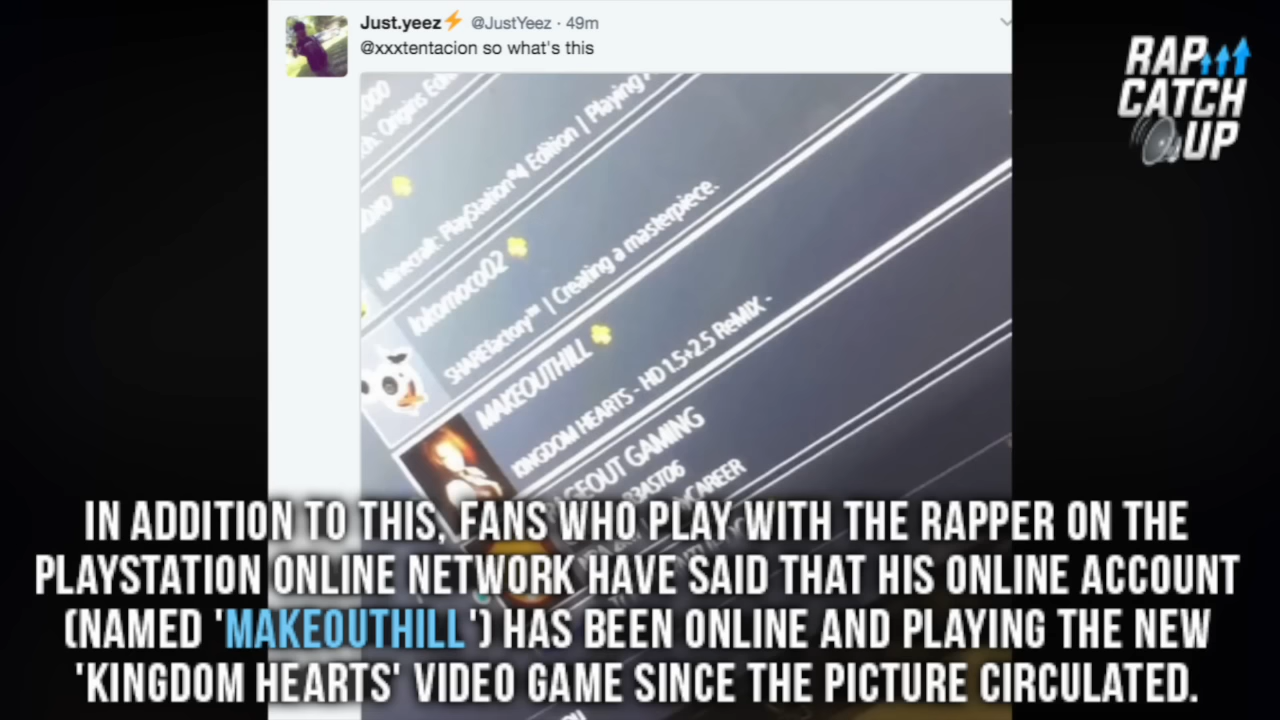 Just.yeez⚡ @JustYeez · 49m
@xxxtentacion so what's this
RAP
CATCH
UP
Minecraft: PlayStation®4 Edition | Playing
lokomoco02
SHAREfactory™ | Creating a masterpiece.
MAKEOUTHILL
KINGDOM HEARTS - HD 1.5+2.5 ReMIX -
GAMING
CAREER
IN ADDITION TO THIS, FANS WHO PLAY WITH THE RAPPER ON THE
PLAYSTATION ONLINE NETWORK HAVE SAID THAT HIS ONLINE ACCOUNT
(NAMED 'MAKEOUTHILL') HAS BEEN ONLINE AND PLAYING THE NEW
'KINGDOM HEARTS' VIDEO GAME SINCE THE PICTURE CIRCULATED.